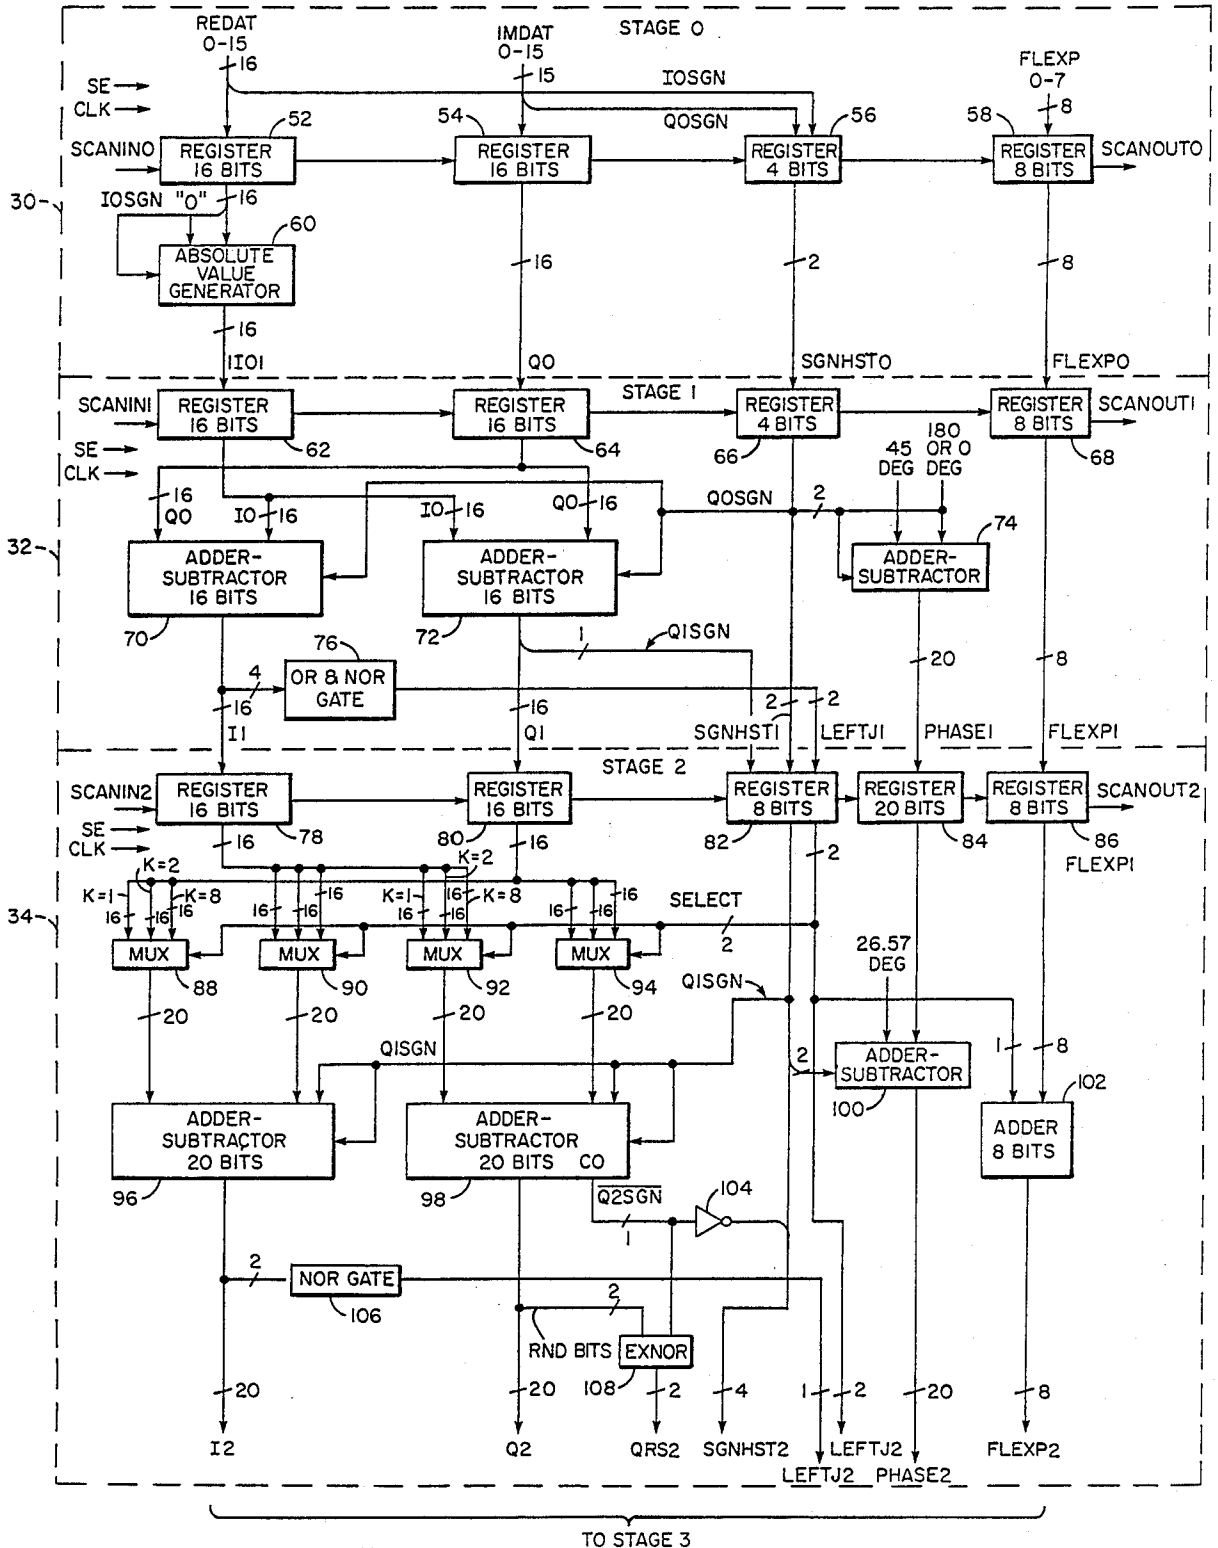 REDAT
0-15
16
IMDAT
0-15
15
STAGE 0
IOSGN
FLEXP
0-7
8
SE
CLK
QOSGN
52
54
56
58
SCANINO
REGISTER
16 BITS
REGISTER
16 BITS
REGISTER
4 BITS
REGISTER
8 BITS
SCANOUTO
30
IOSGN "0"
16
60
ABSOLUTE
VALUE
GENERATOR
16
2
8
16
|IO|
QO
SGNHSTO
FLEXPO
STAGE 1
SCANIN1
REGISTER
16 BITS
REGISTER
16 BITS
REGISTER
4 BITS
REGISTER
8 BITS
SCANOUT1
SE
CLK
62
64
66
68
45
DEG
180
OR 0
DEG
16
QO
IO
16
IO
16
QO
16
QOSGN
2
74
32
ADDER-
SUBTRACTOR
16 BITS
ADDER-
SUBTRACTOR
16 BITS
ADDER-
SUBTRACTOR
70
72
1
Q1SGN
76
OR & NOR
GATE
4
20
8
16
16
2
2
I1
Q1
SGNHST1
LEFTJ1
PHASE1
FLEXP1
STAGE 2
SCANIN2
REGISTER
16 BITS
REGISTER
16 BITS
REGISTER
8 BITS
REGISTER
20 BITS
REGISTER
8 BITS
SCANOUT2
SE
CLK
78
80
82
84
86
16
16
2
FLEXP1
K=1
K=2
K=8
16
16
16
16
16
16
K=1
K=2
K=8
16
16
16
16
16
16
SELECT
2
34
MUX
MUX
MUX
MUX
88
90
92
94
26.57
DEG
Q1SGN
20
20
20
20
Q1SGN
2
1
8
ADDER-
SUBTRACTOR
100
102
ADDER
8 BITS
ADDER-
SUBTRACTOR
20 BITS
ADDER-
SUBTRACTOR
20 BITS CO
96
98
Q2SGN
1
104
2
NOR GATE
106
2
RND BITS
EXNOR
108
20
20
2
4
1
2
20
8
I2
Q2
QRS2
SGNHST2
LEFTJ2
FLEXP2
LEFTJ2
PHASE2
TO STAGE 3